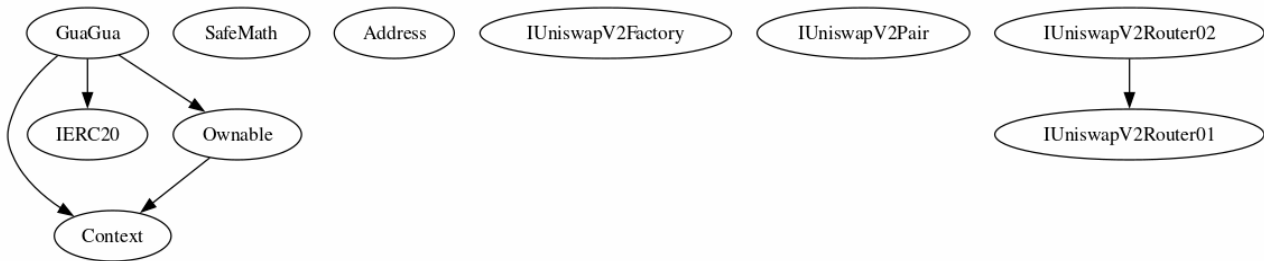 GuaGua
SafeMath
Address
IUniswapV2Factory
IUniswapV2Pair
IUniswapV2Router02
IERC20
Ownable
IUniswapV2Router01
Context